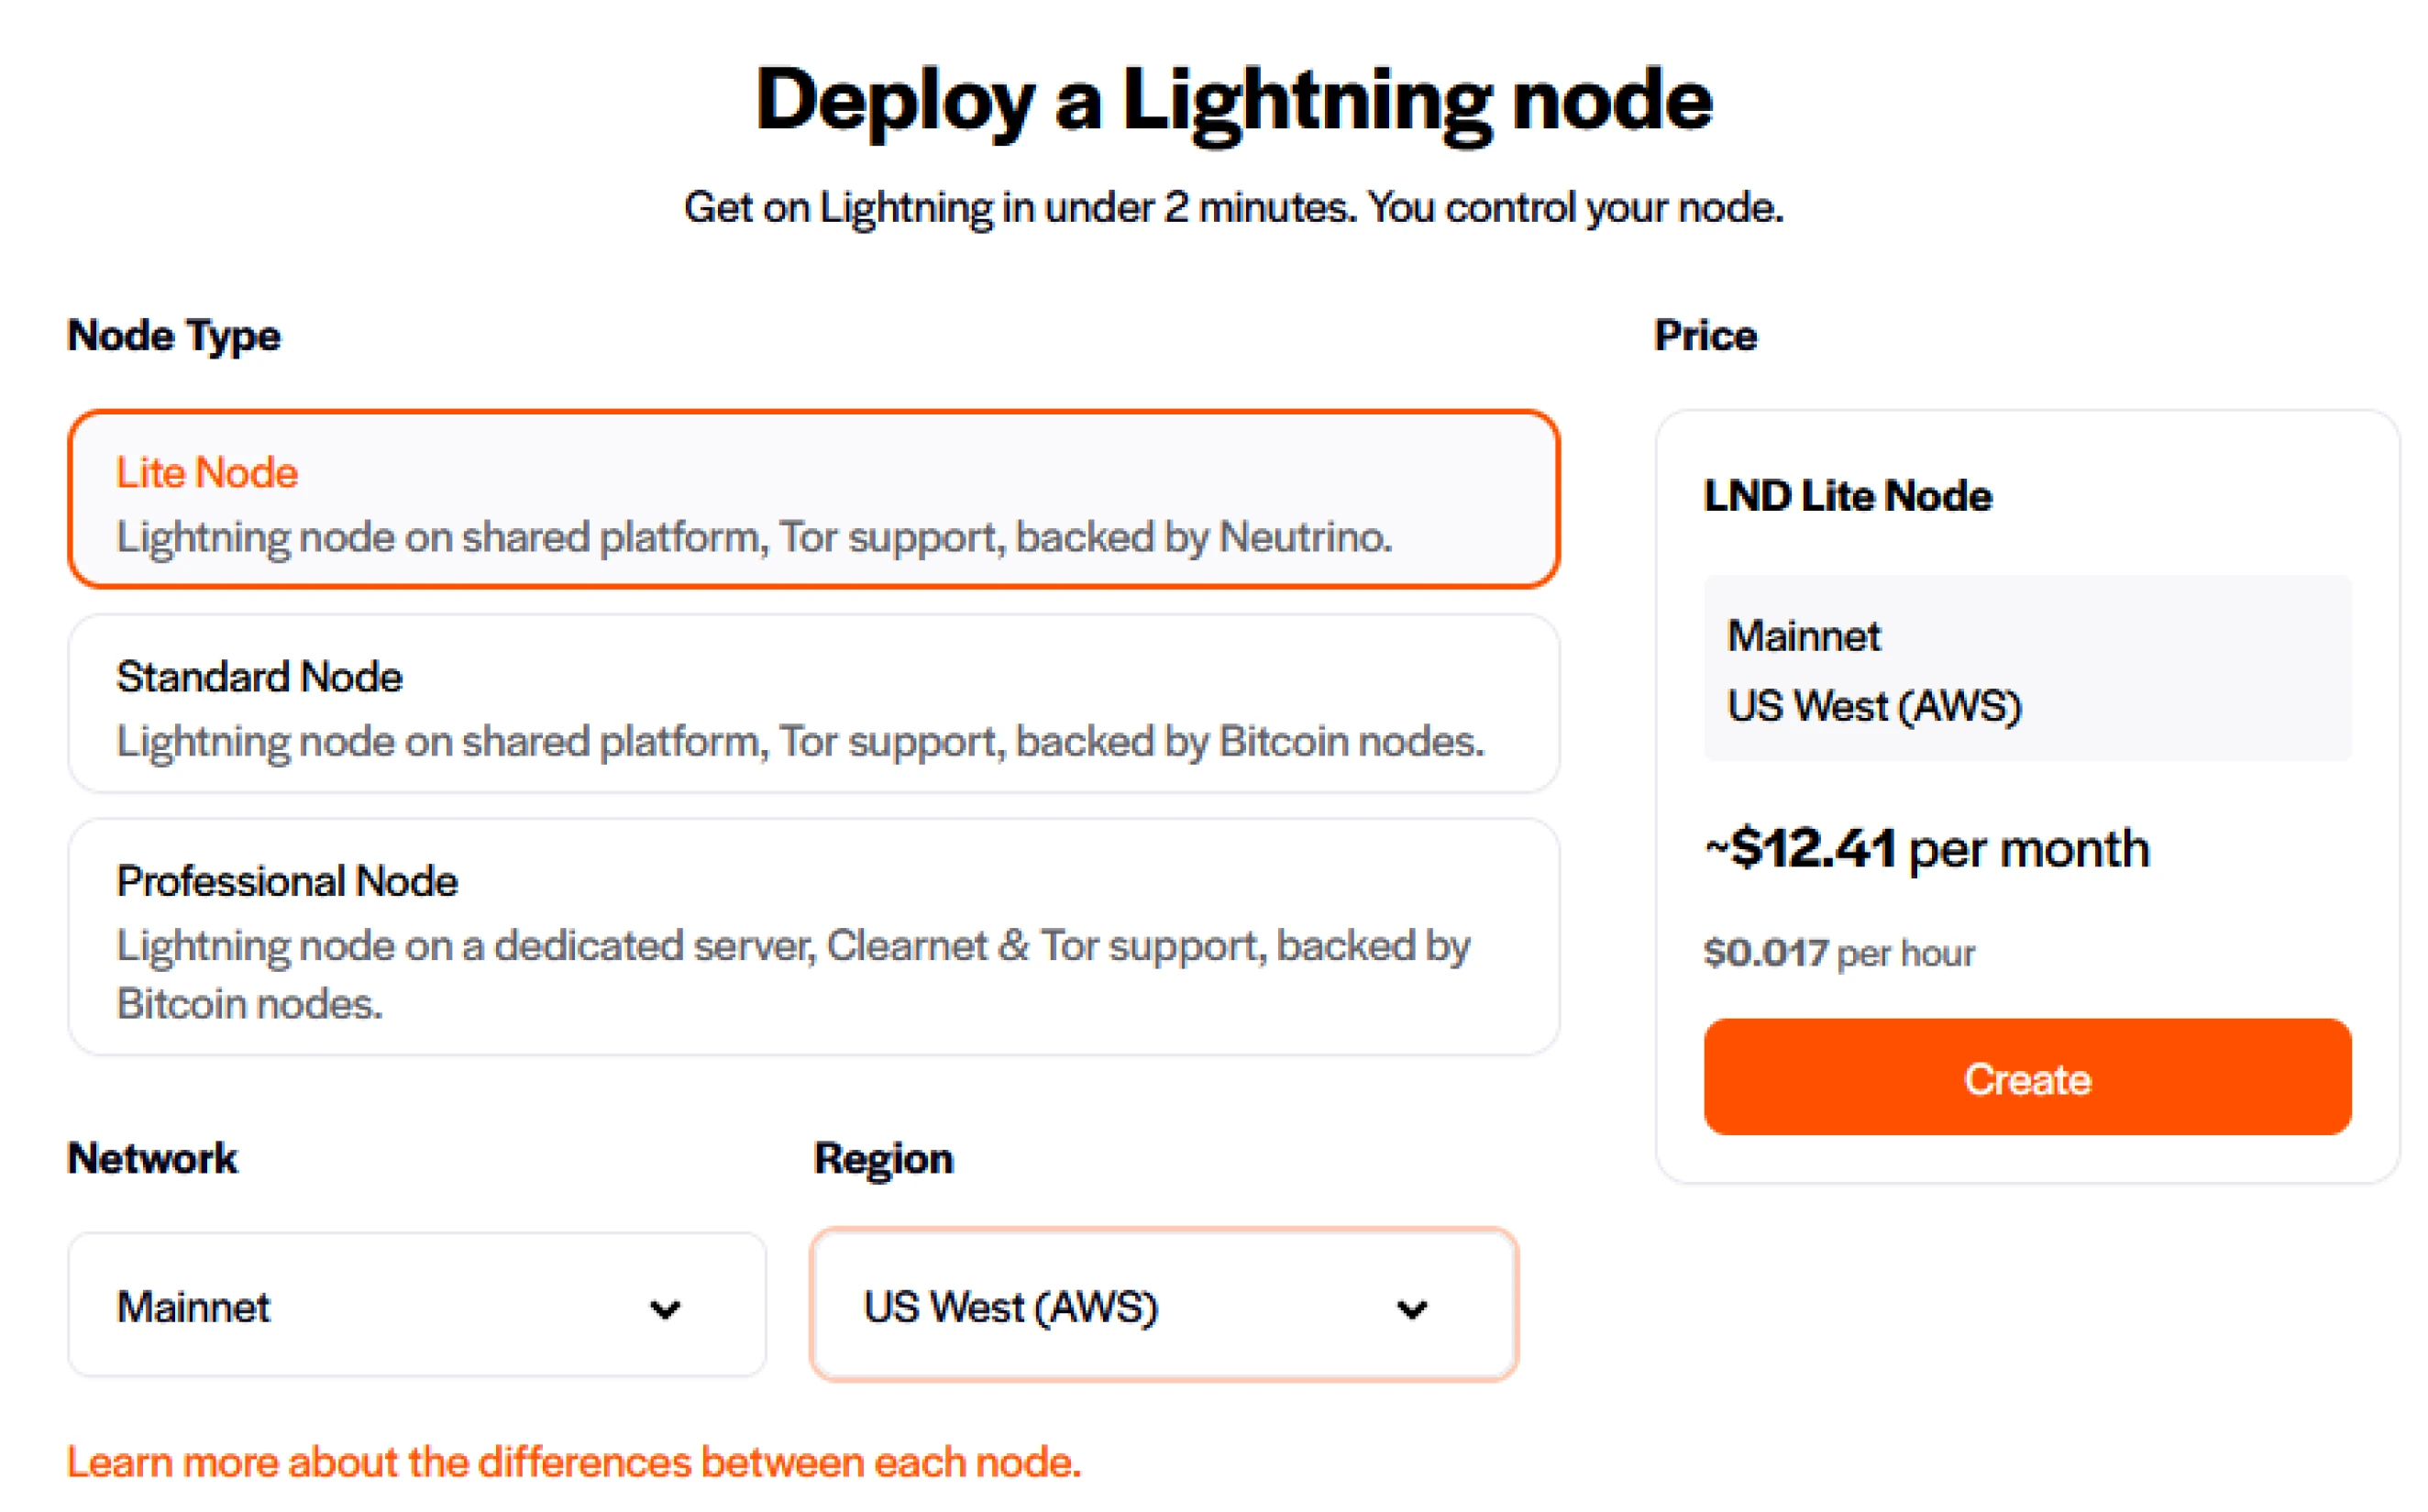 Deploy a Lightning node
Get on Lightning in under 2 minutes. You control your node.
Node Type
Lite Node
Lightning node on shared platform, Tor support, backed by Neutrino.
Standard Node
Lightning node on shared platform, Tor support, backed by Bitcoin nodes.
Professional Node
Lightning node on a dedicated server, Clearnet & Tor support, backed by
Bitcoin nodes.
Network
Mainnet
Region
US West (AWS)
Learn more about the differences between each node.
Price
LND Lite Node
Mainnet
US West (AWS)
~$12.41 per month
$0.017 per hour
Create